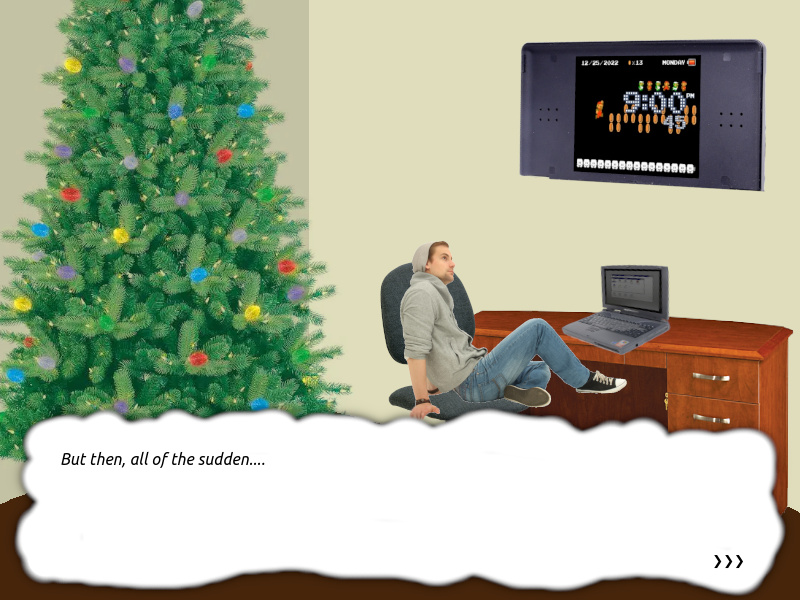 12/25/2022 x13 MONDAY
9:00 PM
45
But then, all of the sudden....
❯❯❯